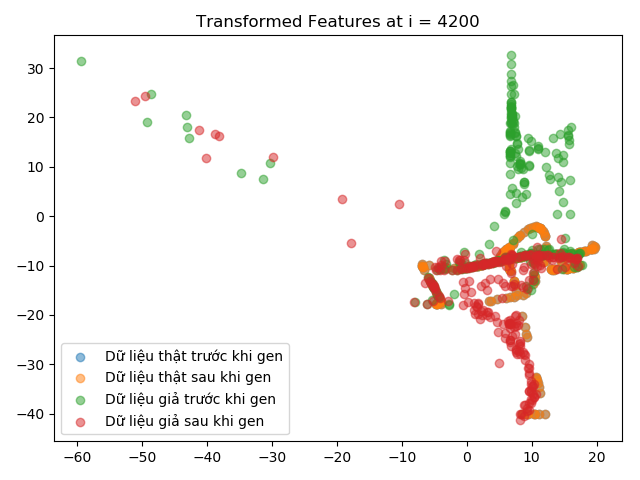 Transformed Features at i = 4200
30
20
10
0
−10
−20
−30
−40
Dữ liệu thật trước khi gen
Dữ liệu thật sau khi gen
Dữ liệu giả trước khi gen
Dữ liệu giả sau khi gen
−60 −50 −40 −30 −20 −10 0 10 20